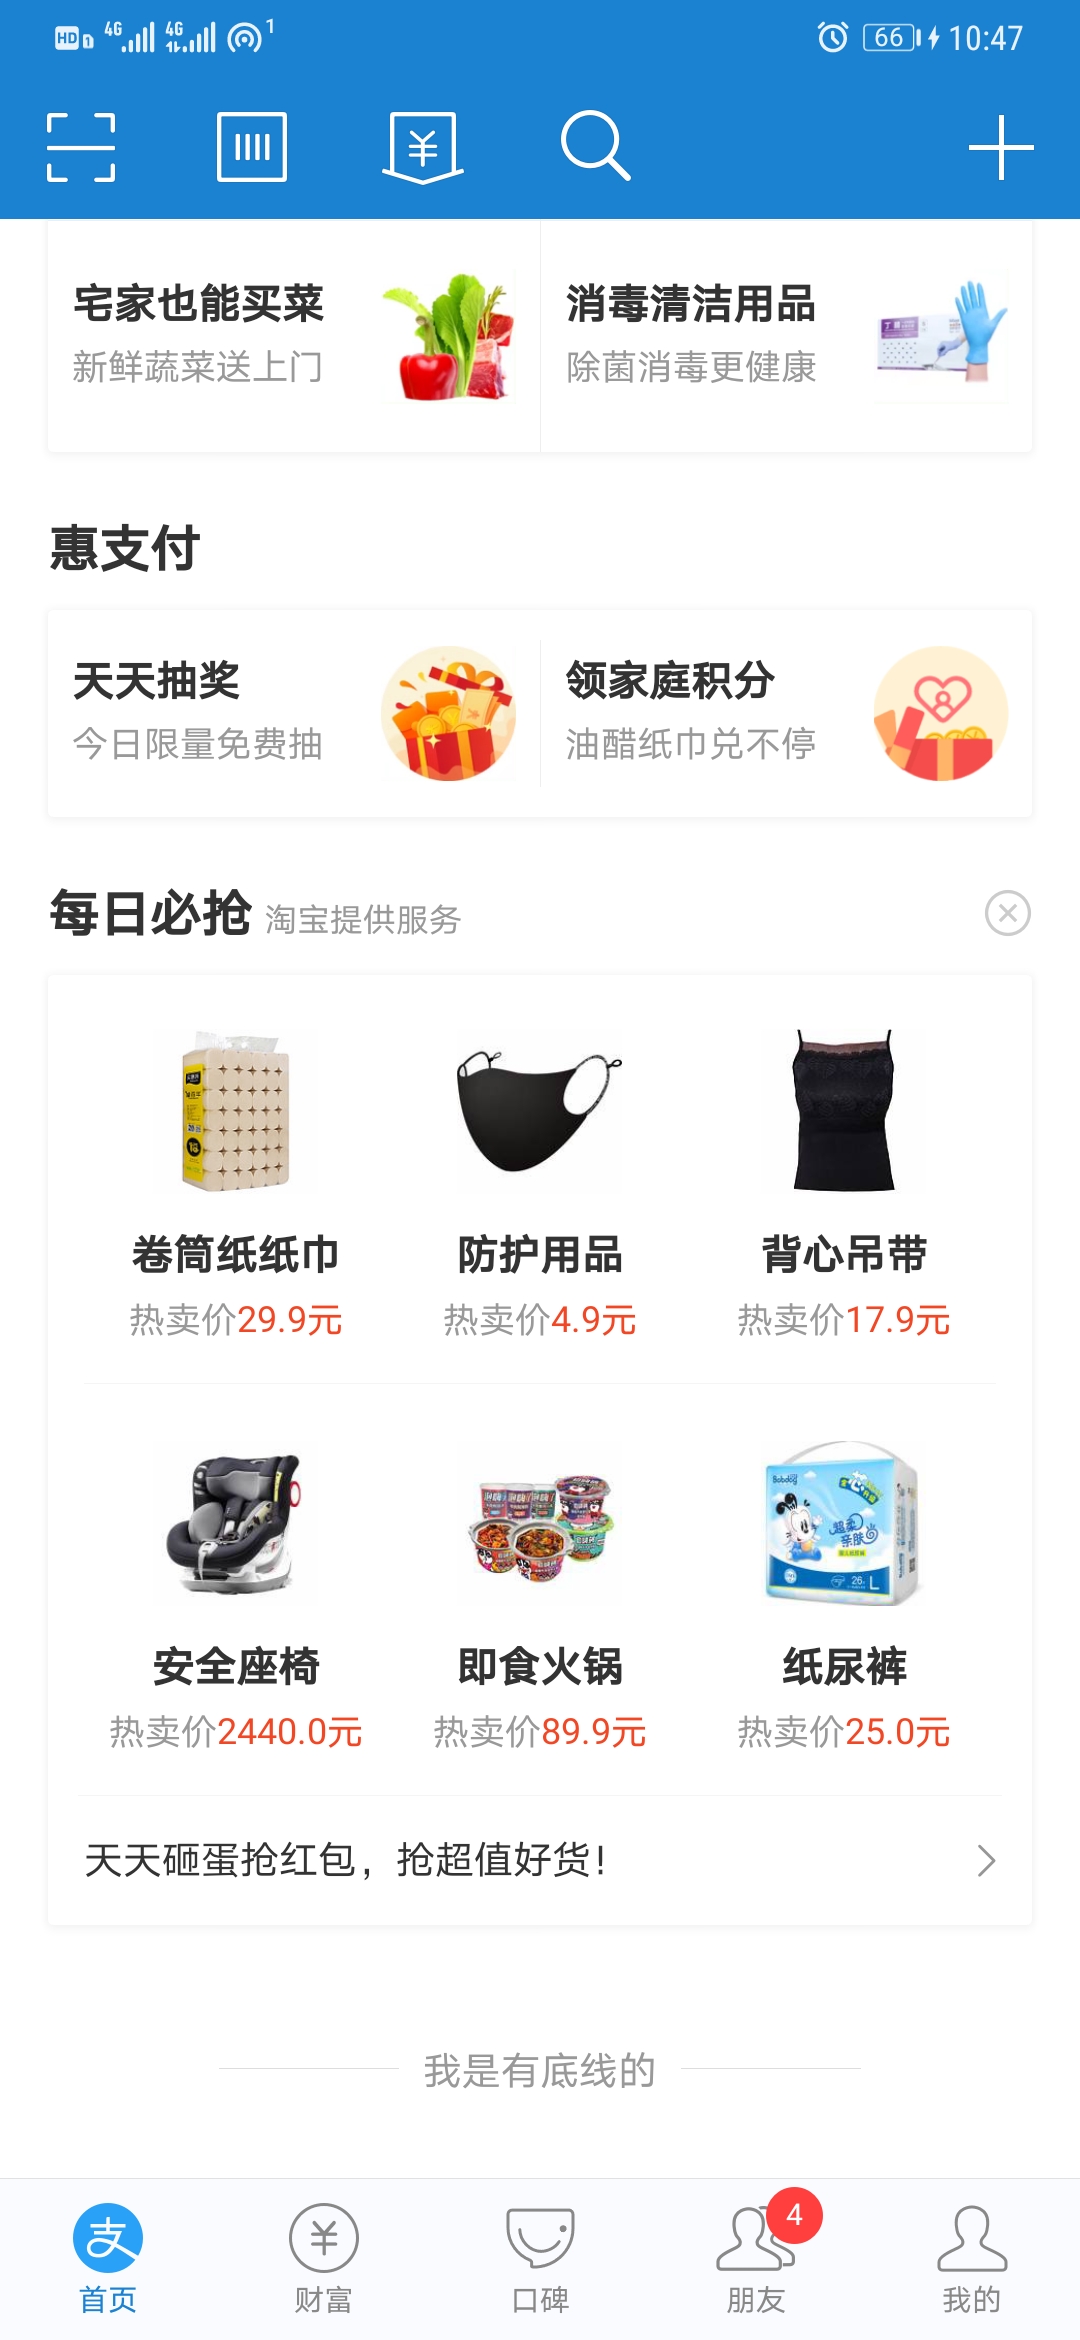 HD 1 4G 4G 1 66 10:47
宅家也能买菜
新鲜蔬菜送上门
消毒清洁用品
除菌消毒更健康
惠支付
天天抽奖
今日限量免费抽
领家庭积分
油醋纸巾兑不停
每日必抢 淘宝提供服务
卷筒纸纸巾
热卖价29.9元
防护用品
热卖价4.9元
背心吊带
热卖价17.9元
Bobdog
超柔
亲肤
26
L
安全座椅
热卖价2440.0元
即食火锅
热卖价89.9元
纸尿裤
热卖价25.0元
天天砸蛋抢红包，抢超值好货！
我是有底线的
支
首页
财富
口碑
4
朋友
我的